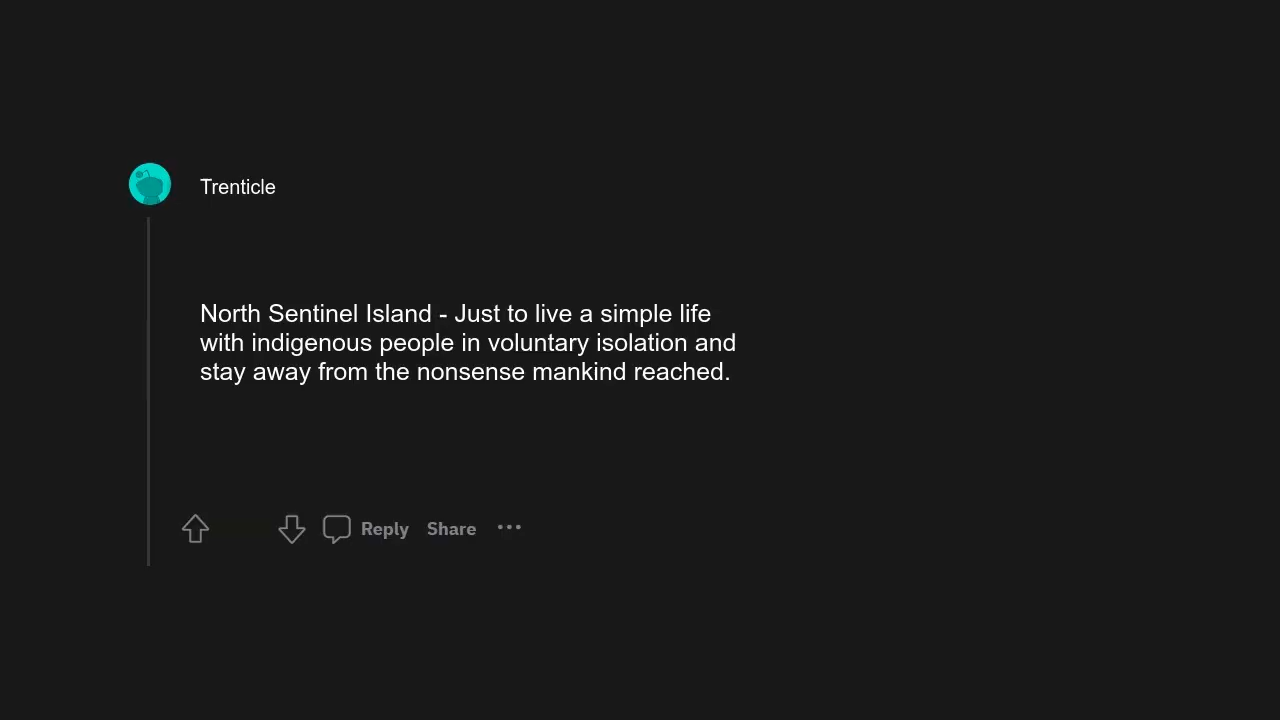 Trenticle
North Sentinel Island - Just to live a simple life
with indigenous people in voluntary isolation and
stay away from the nonsense mankind reached.
Reply Share